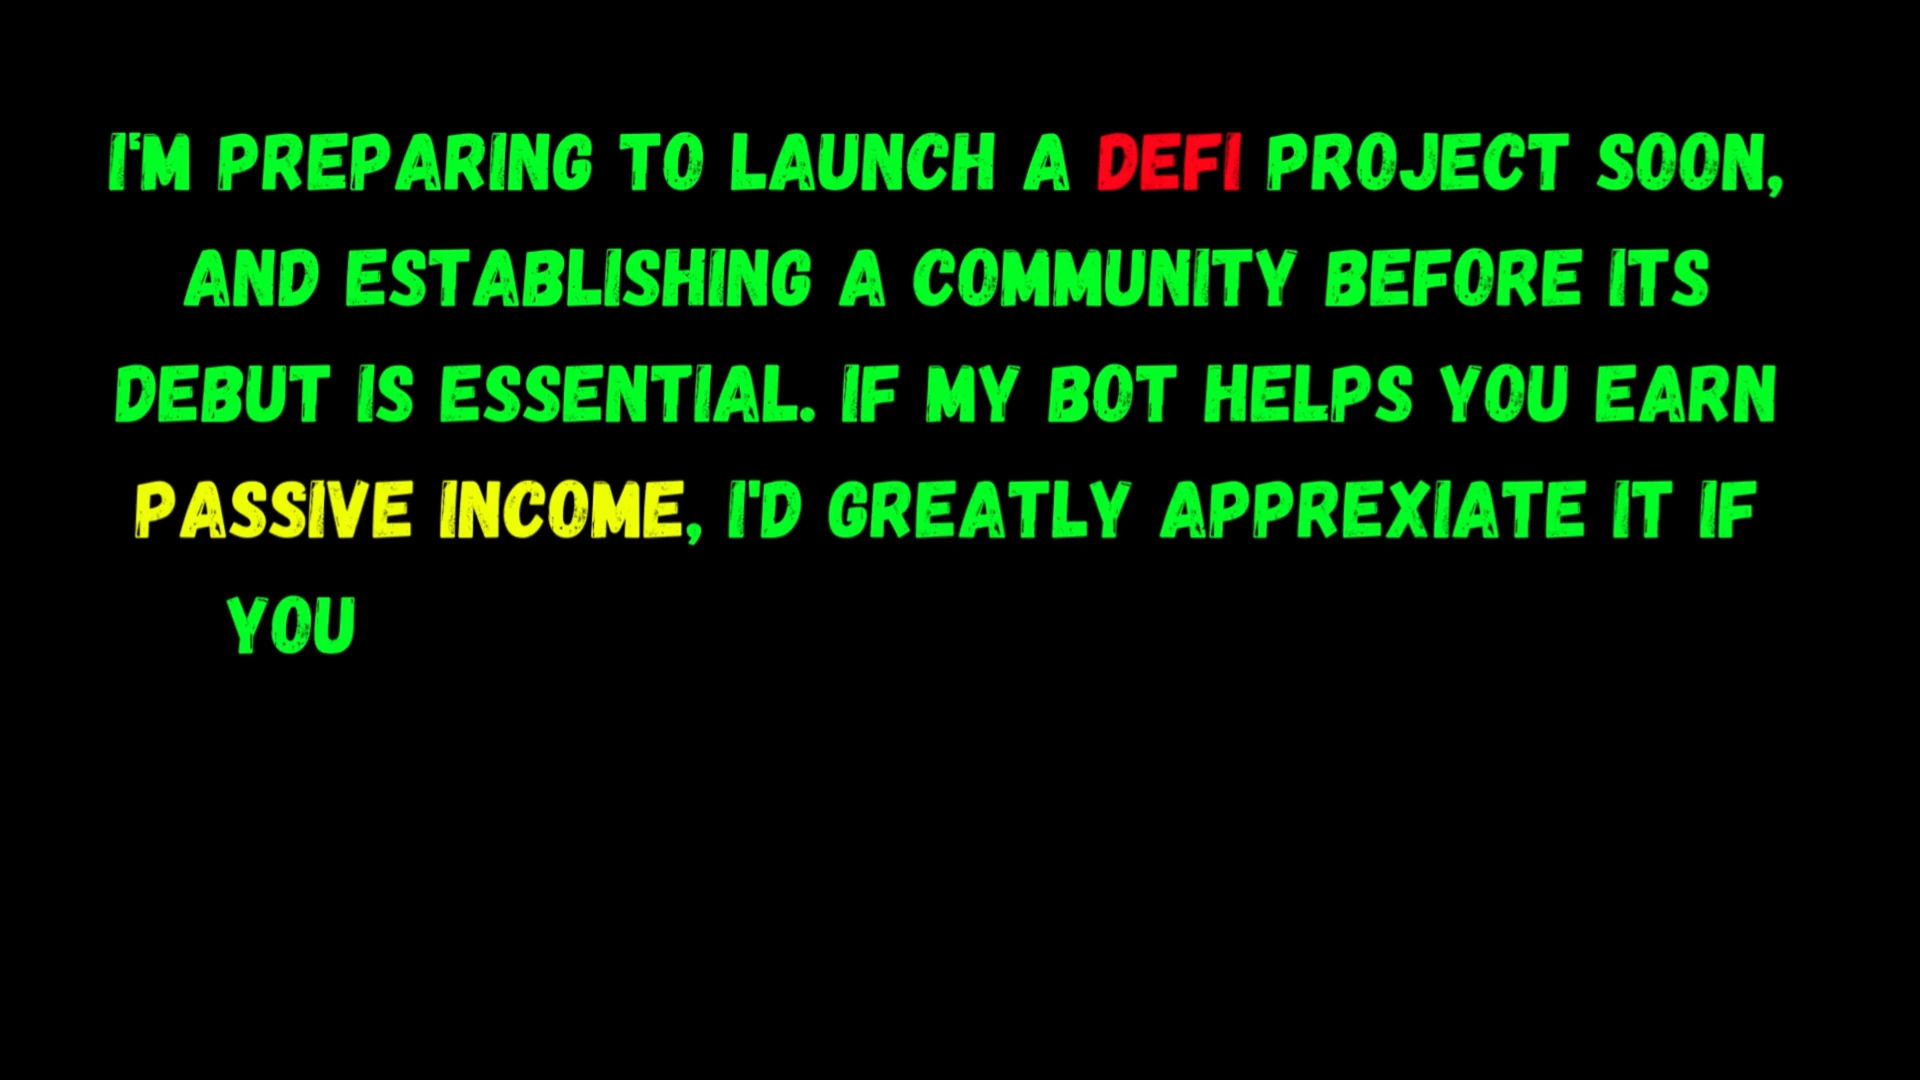 I'M PREPARING TO LAUNCH A DEFI PROJECT SOON,
AND ESTABLISHING A COMMUNITY BEFORE ITS
DEBUT IS ESSENTIAL. IF MY BOT HELPS YOU EARN
PASSIVE INCOME, I'D GREATLY APPREXIATE IT IF
YOU